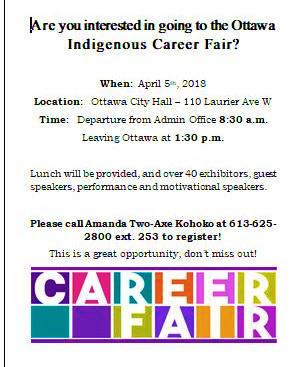 Are you interested in going to the Ottawa
Indigenous Career Fair?
When: April 5th, 2018
Location: Ottawa City Hall – 110 Laurier Ave W
Time: Departure from Admin Office 8:30 a.m.
Leaving Ottawa at 1:30 p.m.
Lunch will be provided, and over 40 exhibitors, guest
speakers, performance and motivational speakers.
Please call Amanda Two-Axe Kohoko at 613-625-
2800 ext. 253 to register!
This is a great opportunity, don't miss out!
CAREER
FAIR